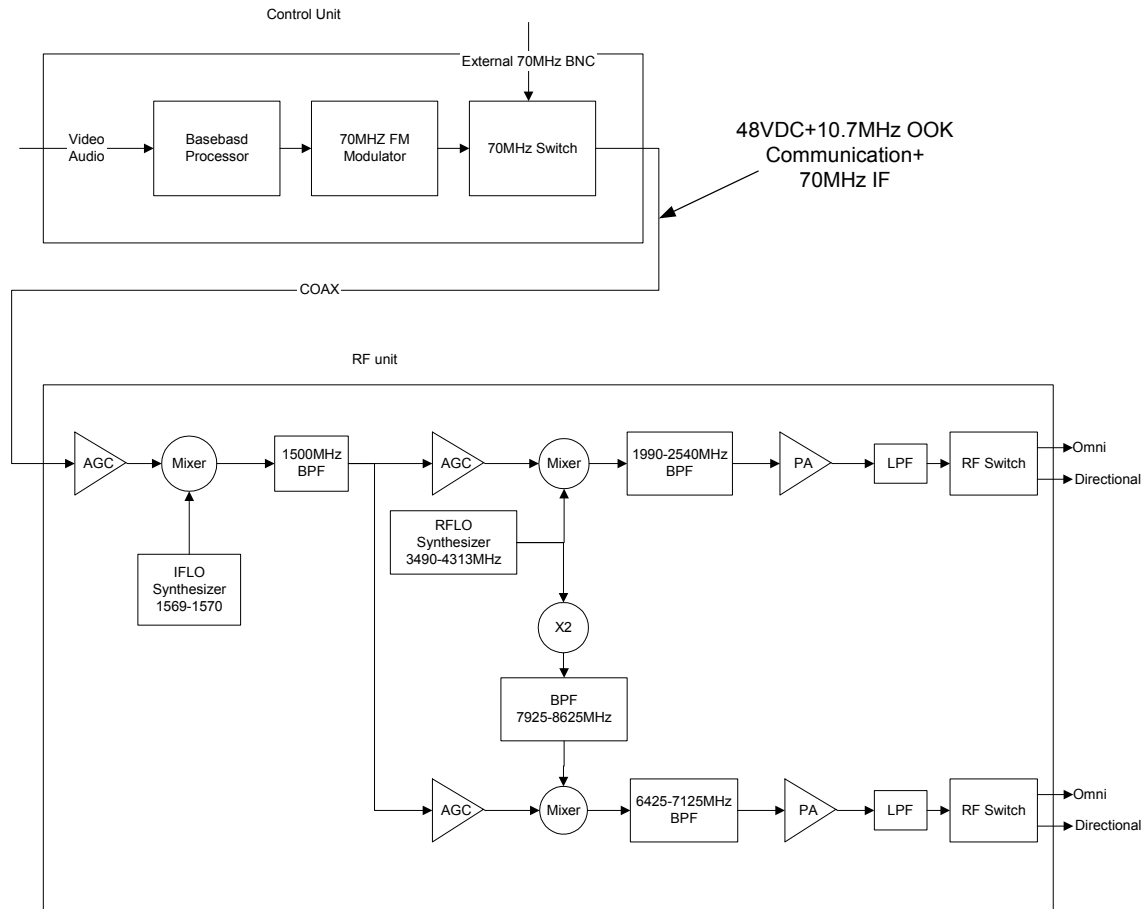 Control Unit
External 70MHz BNC
Video
Audio
Basebasd
Processor
70MHZ FM
Modulator
70MHz Switch
48VDC+10.7MHz OOK
Communication+
70MHz IF
COAX
RF unit
AGC
Mixer
1500MHz
BPF
AGC
Mixer
1990-2540MHz
BPF
PA
LPF
RF Switch
Omni
Directional
IFLO
Synthesizer
1569-1570
RFLO
Synthesizer
3490-4313MHz
X2
BPF
7925-8625MHz
AGC
Mixer
6425-7125MHz
BPF
PA
LPF
RF Switch
Omni
Directional